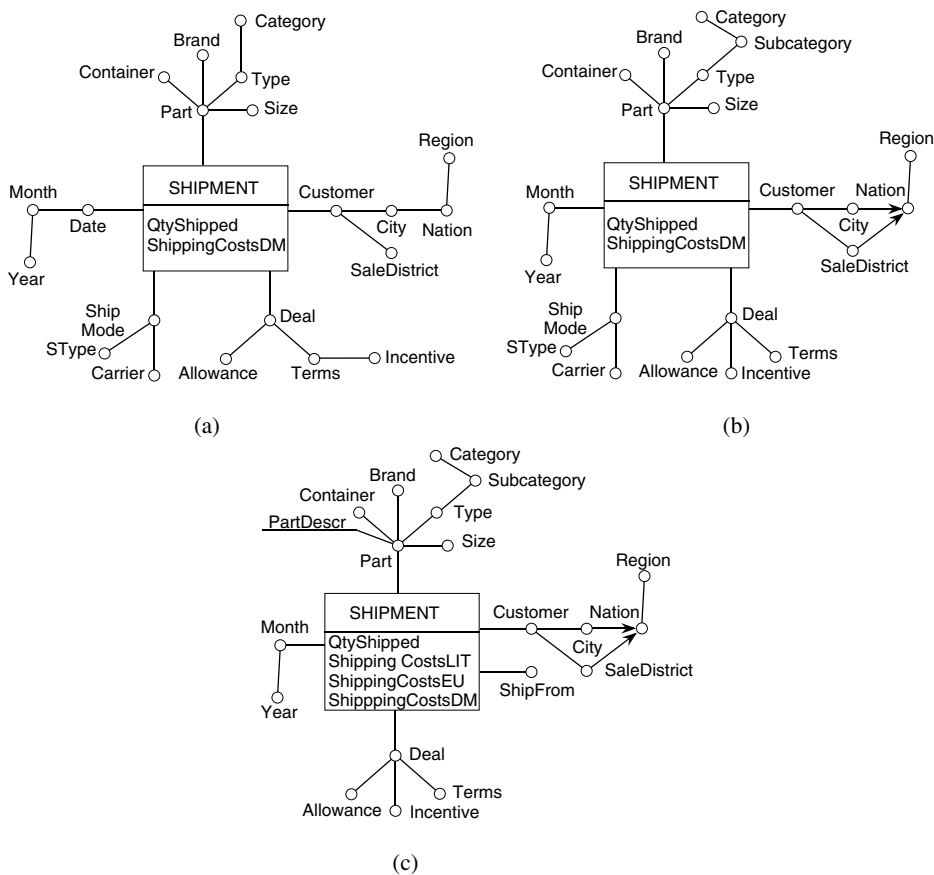 Category
Brand
Container
Type
Part
Size
Region
SHIPMENT
Month
Customer
Date
QtyShipped
ShippingCostsDM
City
Nation
SaleDistrict
Year
Ship
Mode
SType
Carrier
Deal
Allowance
Terms
Incentive
(a)
Category
Brand
Subcategory
Container
Type
Part
Size
Region
SHIPMENT
Month
Customer
Nation
QtyShipped
ShippingCostsDM
City
SaleDistrict
Year
Ship
Mode
SType
Carrier
Deal
Terms
Allowance
Incentive
(b)
Category
Brand
Subcategory
Container
PartDescr
Type
Part
Size
Region
SHIPMENT
Month
Customer
Nation
QtyShipped
Shipping CostsLIT
ShippingCostsEU
ShipppingCostsDM
City
SaleDistrict
ShipFrom
Year
Deal
Terms
Allowance
Incentive
(c)